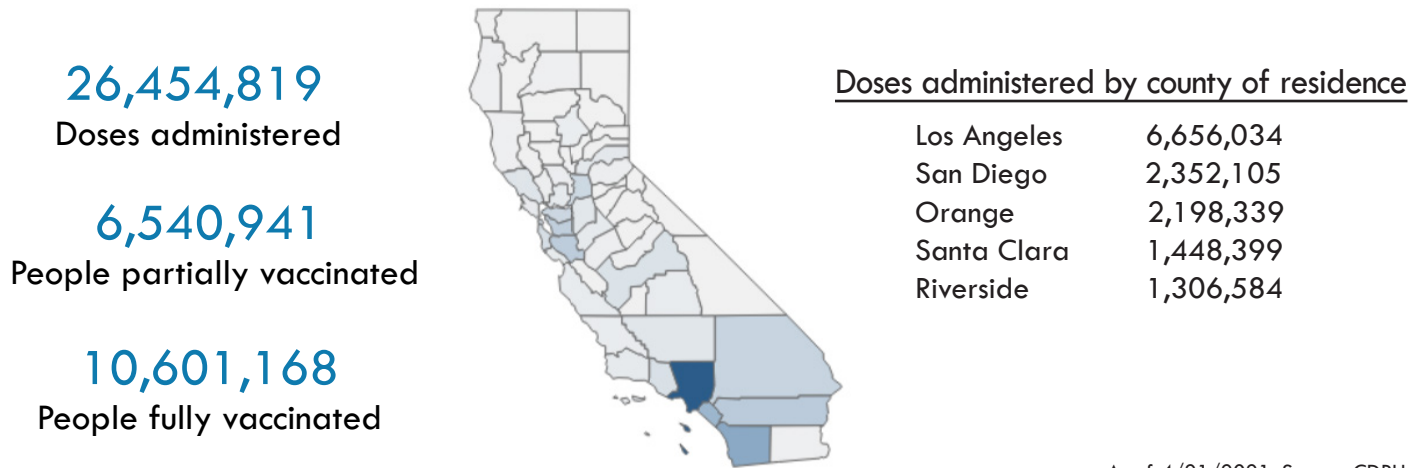 26,454,819
Doses administered
6,540,941
People partially vaccinated
10,601,168
People fully vaccinated
Doses administered by county of residence
Los Angeles 6,656,034
San Diego 2,352,105
Orange 2,198,339
Santa Clara 1,448,399
Riverside 1,306,584